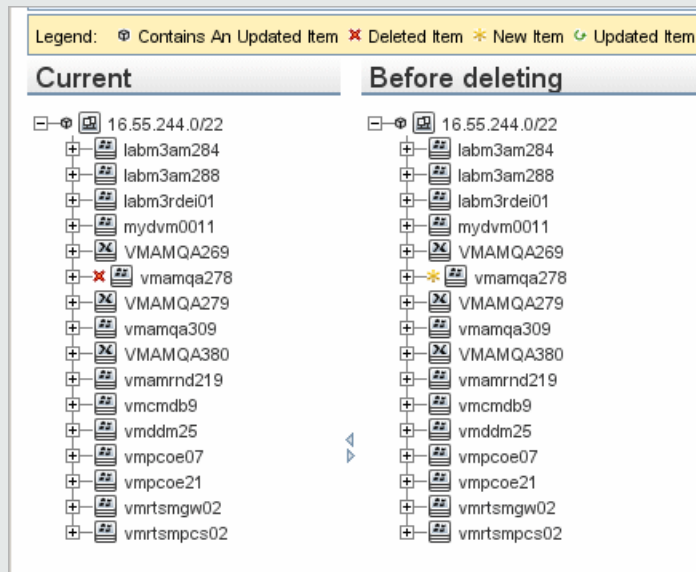 Legend: Contains An Updated Item Deleted Item New Item Updated Item
Current
16.55.244.0/22
labm3am284
labm3am288
labm3rdei01
mydvm0011
VMAMQA269
vmamqa278
VMAMQA279
vmamqa309
VMAMQA380
vmamrnd219
vmcmdb9
vmddm25
vmpcoe07
vmpcoe21
vmrtsmgw02
vmrtsmpcs02
Before deleting
16.55.244.0/22
labm3am284
labm3am288
labm3rdei01
mydvm0011
VMAMQA269
vmamqa278
VMAMQA279
vmamqa309
VMAMQA380
vmamrnd219
vmcmdb9
vmddm25
vmpcoe07
vmpcoe21
vmrtsmgw02
vmrtsmpcs02